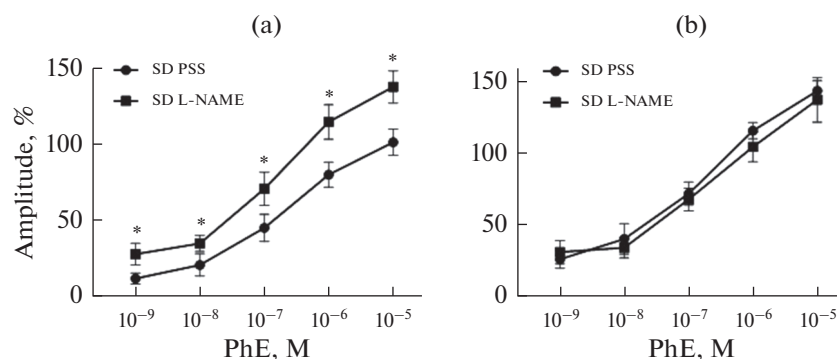 (a)
Amplitude, %
150
100
50
0
SD PSS
SD L-NAME
* * * * *
10⁻⁹ 10⁻⁸ 10⁻⁷ 10⁻⁶ 10⁻⁵
PhE, M
(b)
150
100
50
0
SD PSS
SD L-NAME
10⁻⁹ 10⁻⁸ 10⁻⁷ 10⁻⁶ 10⁻⁵
PhE, M